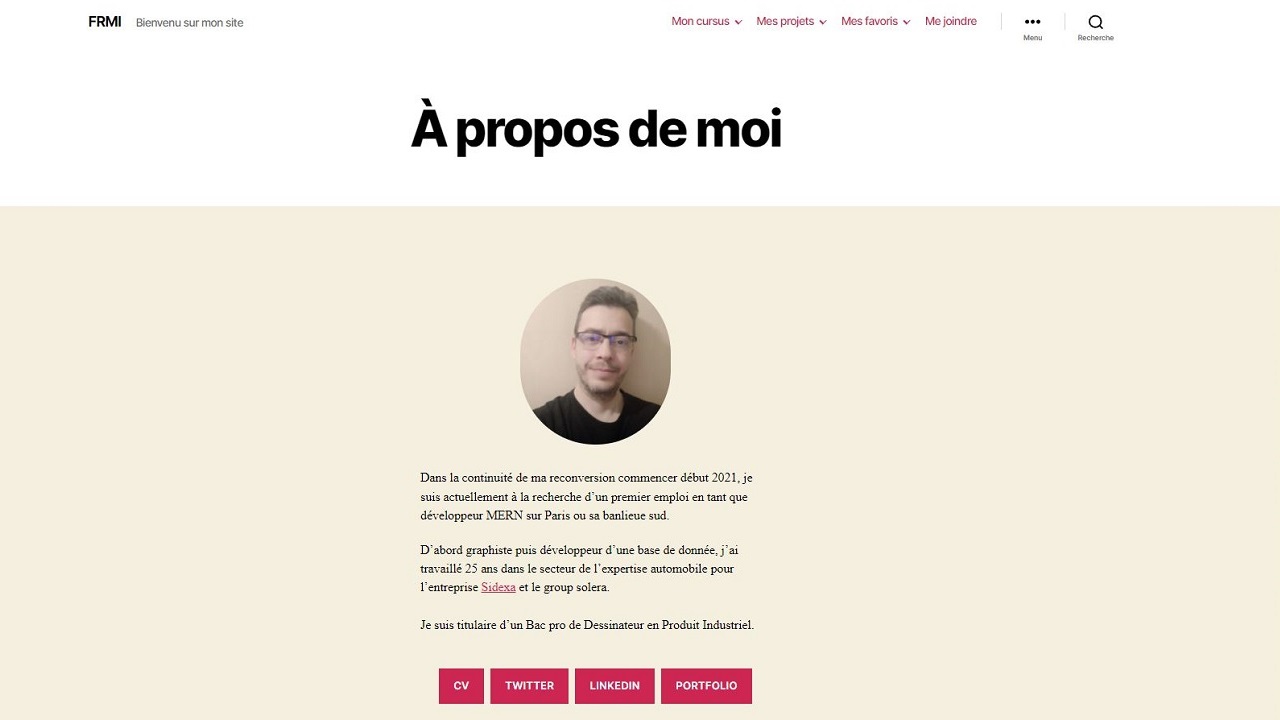 FRMI Bienvenu sur mon site Mon cursus Mes projets Mes favoris Me joindre
Menu Recherche
À propos de moi
Dans la continuité de ma reconversion commencer début 2021, je
suis actuellement à la recherche d’un premier emploi en tant que
développeur MERN sur Paris ou sa banlieue sud.
D’abord graphiste puis développeur d’une base de donnée, j’ai
travaillé 25 ans dans le secteur de l’expertise automobile pour
l’entreprise Sidexa et le group solera.
Je suis titulaire d’un Bac pro de Dessinateur en Produit Industriel.
CV TWITTER LINKEDIN PORTFOLIO